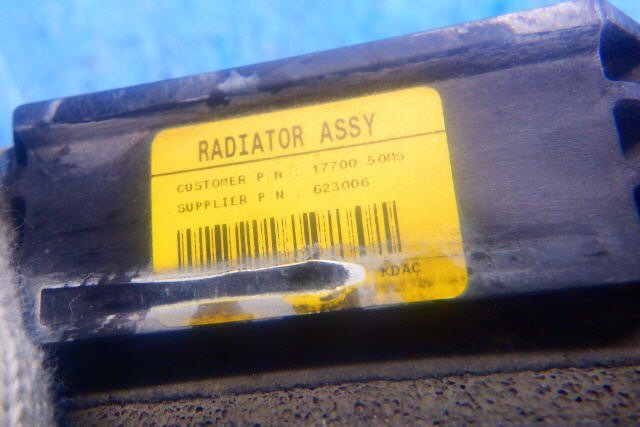 RADIATOR ASSY
CUSTOMER P/N : 17700 50M5
SUPPLIER P/N : 623006
KDAC